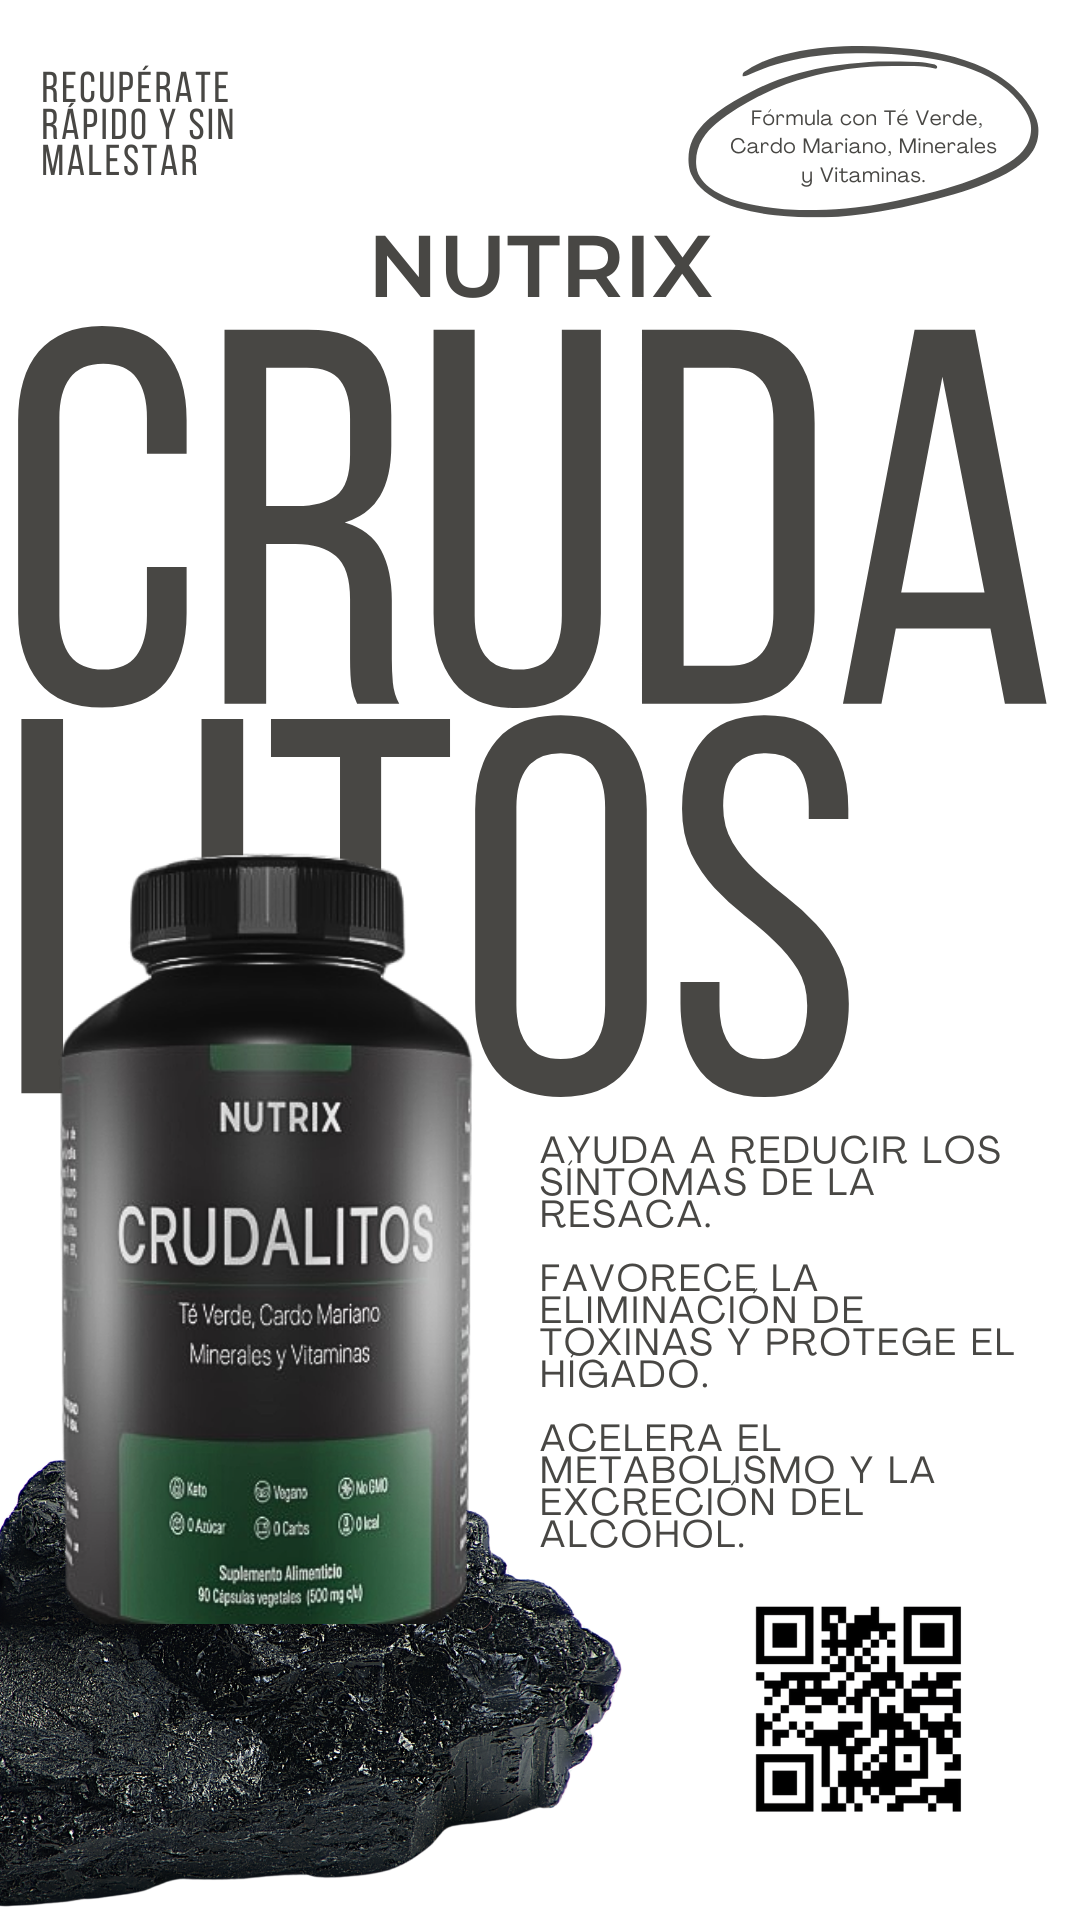 RECUPÉRATE
RÁPIDO Y SIN
MALESTAR
Fórmula con Té Verde,
Cardo Mariano, Minerales
y Vitaminas.
NUTRIX
CRUDA
LITOS
NUTRIX
CRUDALITOS
Té Verde, Cardo Mariano
Minerales y Vitaminas
Keto
Vegano
No GMO
0 Azúcar
0 Carbs
0 kcal
Suplemento Alimenticio
90 Cápsulas vegetales (500 mg c/u)
AYUDA A REDUCIR LOS
SÍNTOMAS DE LA
RESACA.
FAVORECE LA
ELIMINACIÓN DE
TOXINAS Y PROTEGE EL
HÍGADO.
ACELERA EL
METABOLISMO Y LA
EXCRECIÓN DEL
ALCOHOL.